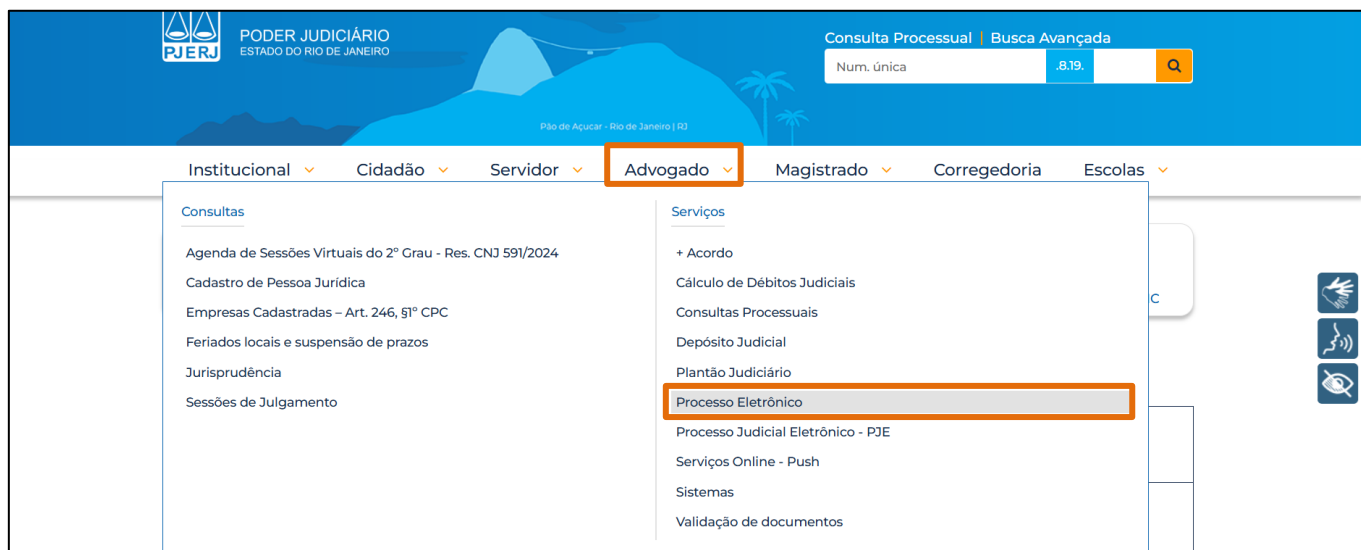 PJERJ
PODER JUDICIÁRIO
ESTADO DO RIO DE JANEIRO
Consulta Processual | Busca Avançada
Num. única
.8.19.
Pão de Açucar - Rio de Janeiro | RJ
Institucional Cidadão Servidor Advogado Magistrado Corregedoria Escolas
Consultas
Agenda de Sessões Virtuais do 2º Grau - Res. CNJ 591/2024
Cadastro de Pessoa Jurídica
Empresas Cadastradas – Art. 246, §1º CPC
Feriados locais e suspensão de prazos
Jurisprudência
Sessões de Julgamento
Serviços
+ Acordo
Cálculo de Débitos Judiciais
Consultas Processuais
Depósito Judicial
Plantão Judiciário
Processo Eletrônico
Processo Judicial Eletrônico - PJE
Serviços Online - Push
Sistemas
Validação de documentos
C